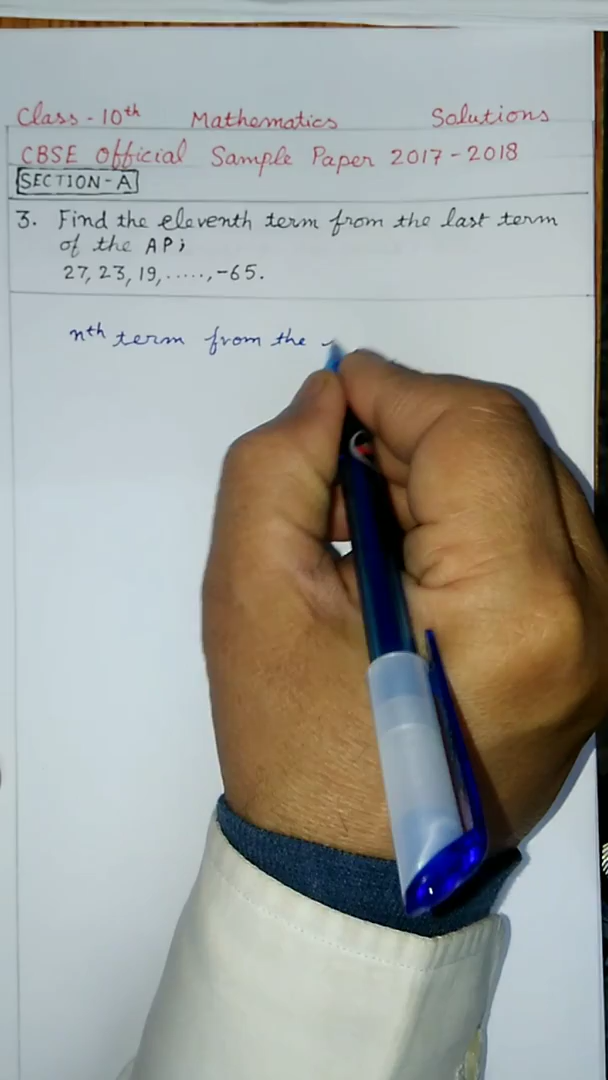 Class - 10th Mathematics Solutions
CBSE official Sample Paper 2017-2018
SECTION-A
3. Find the eleventh term from the last term
of the AP;
27, 23, 19, ....., -65.
nth term from the